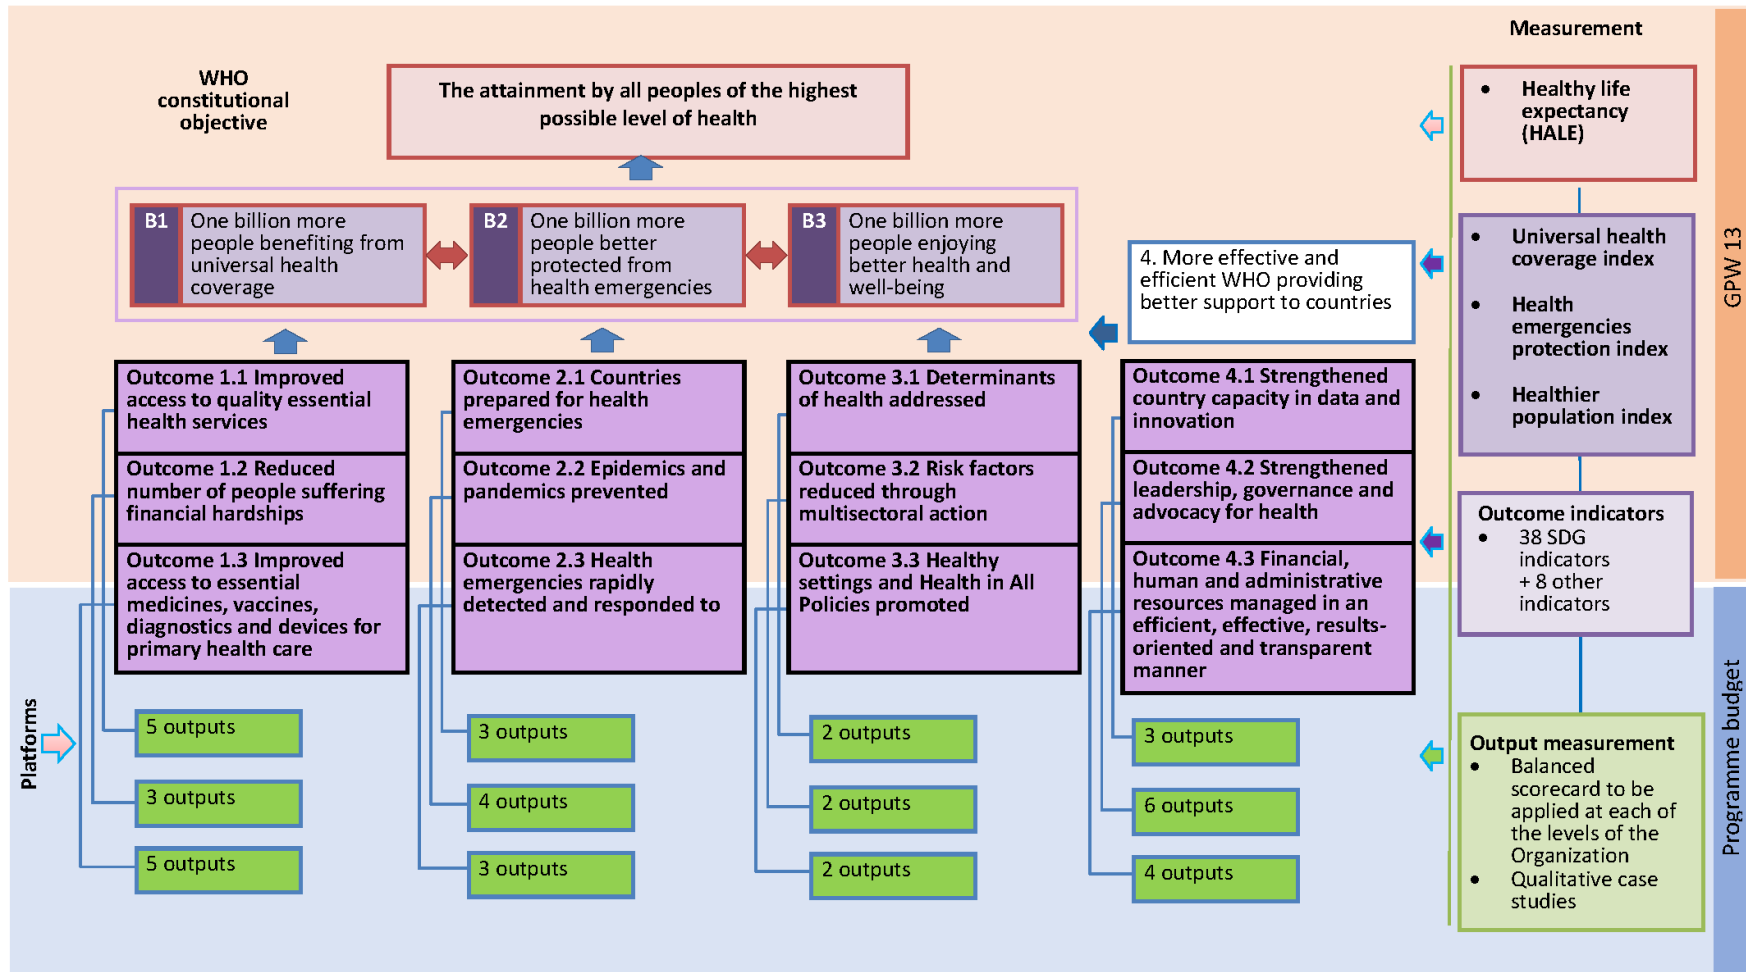 Measurement
WHO
constitutional
objective
The attainment by all peoples of the highest
possible level of health
• Healthy life
expectancy
(HALE)
B1
One billion more
people benefiting from
universal health
coverage
B2
One billion more
people better
protected from
health emergencies
B3
One billion more
people enjoying
better health and
well-being
4. More effective and
efficient WHO providing
better support to countries
• Universal health
coverage index
• Health
emergencies
protection index
• Healthier
population index
GPW 13
Outcome 1.1 Improved
access to quality essential
health services
Outcome 1.2 Reduced
number of people suffering
financial hardships
Outcome 1.3 Improved
access to essential
medicines, vaccines,
diagnostics and devices for
primary health care
Outcome 2.1 Countries
prepared for health
emergencies
Outcome 2.2 Epidemics and
pandemics prevented
Outcome 2.3 Health
emergencies rapidly
detected and responded to
Outcome 3.1 Determinants
of health addressed
Outcome 3.2 Risk factors
reduced through
multisectoral action
Outcome 3.3 Healthy
settings and Health in All
Policies promoted
Outcome 4.1 Strengthened
country capacity in data and
innovation
Outcome 4.2 Strengthened
leadership, governance and
advocacy for health
Outcome 4.3 Financial,
human and administrative
resources managed in an
efficient, effective, results-
oriented and transparent
manner
Outcome indicators
• 38 SDG
indicators
+ 8 other
indicators
Platforms
5 outputs
3 outputs
5 outputs
3 outputs
4 outputs
3 outputs
2 outputs
2 outputs
2 outputs
3 outputs
6 outputs
4 outputs
Output measurement
• Balanced
scorecard to be
applied at each of
the levels of the
Organization
• Qualitative case
studies
Programme budget